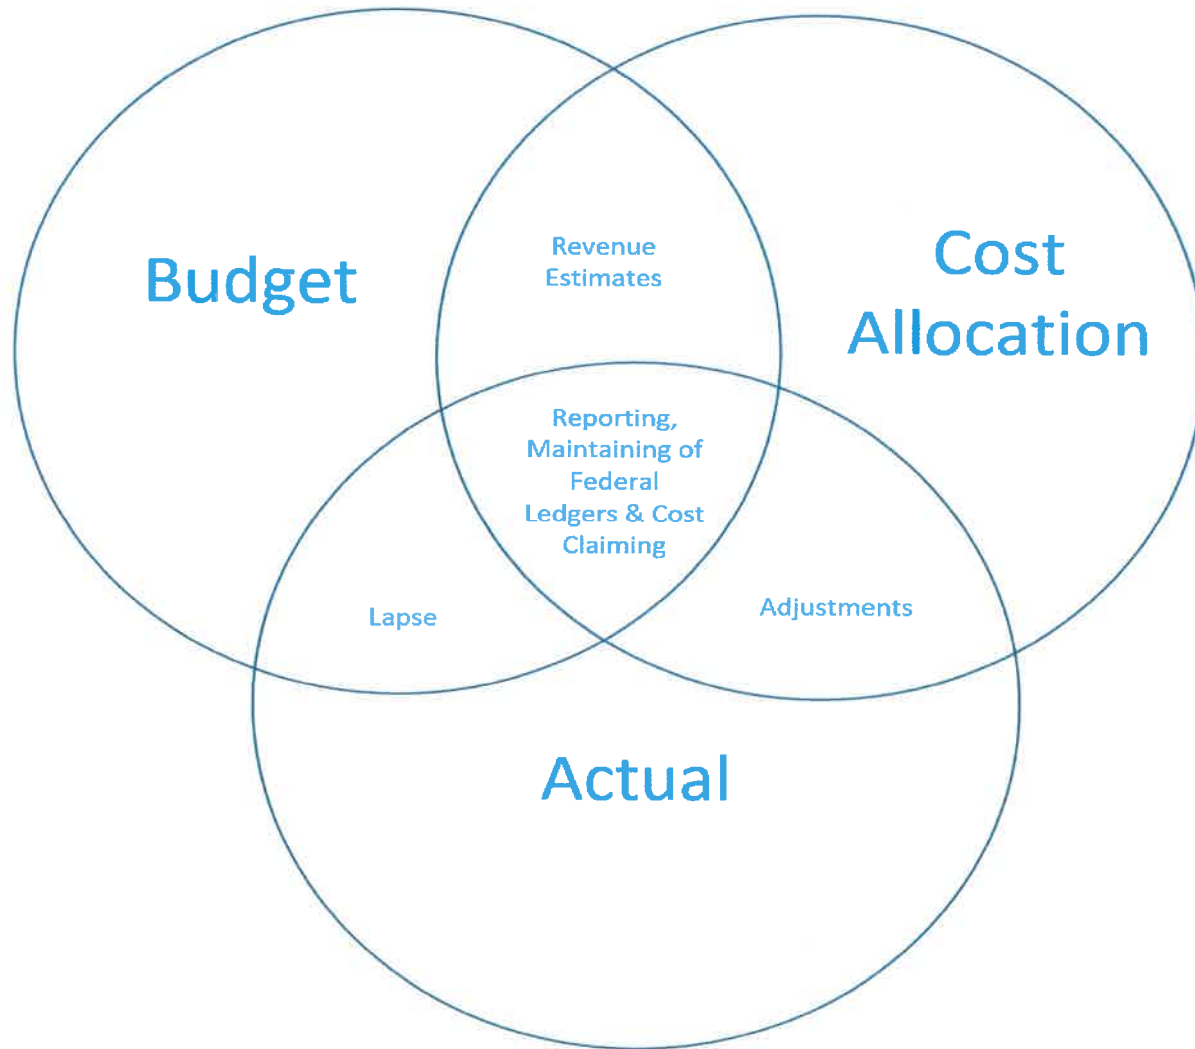 Budget
Revenue
Estimates
Cost
Allocation
Reporting,
Maintaining of
Federal
Ledgers & Cost
Claiming
Lapse
Adjustments
Actual